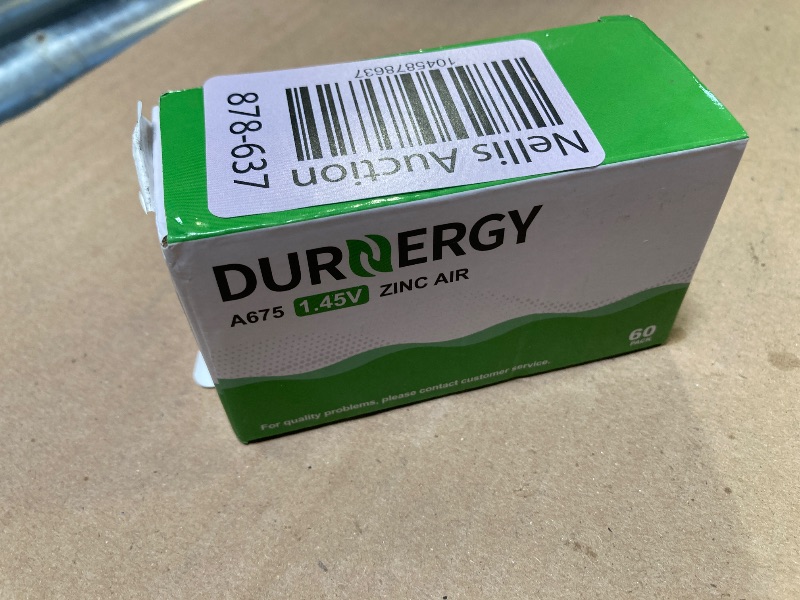 1045878637
Nellis Auction
878-637
DURNERGY
A675 1.45V ZINC AIR
60
PACK
For quality problems, please contact customer service.